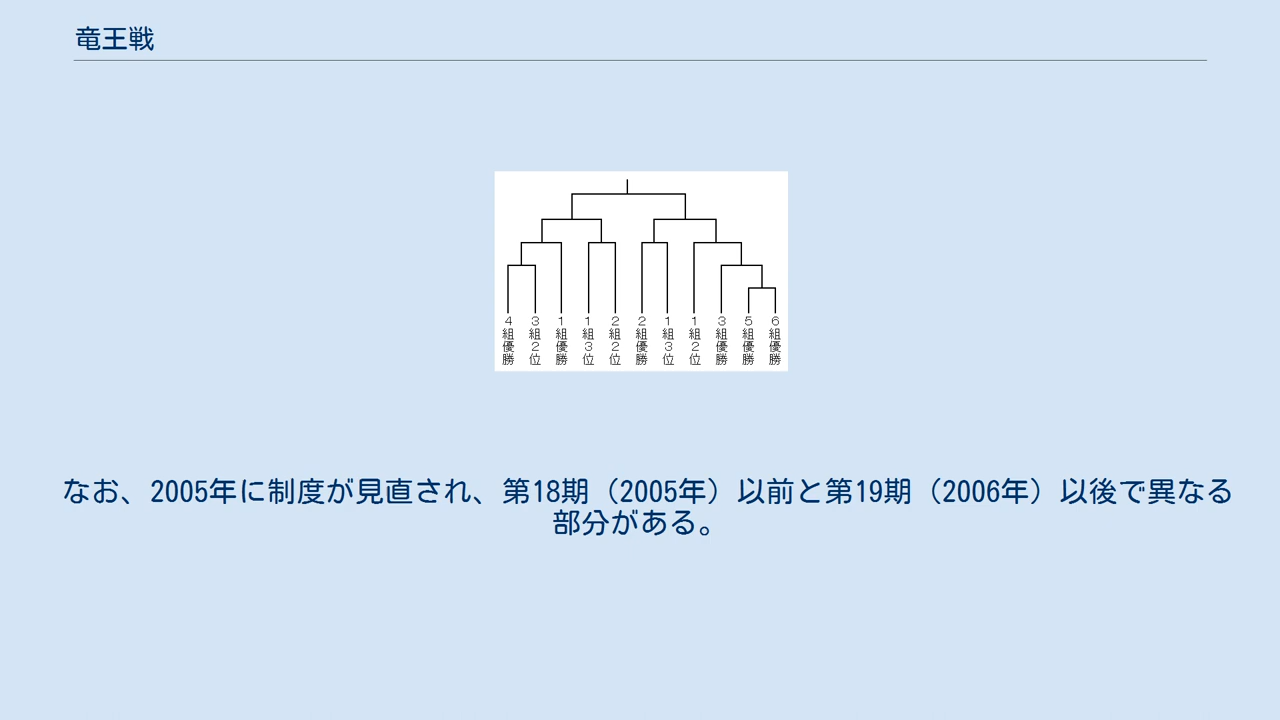 竜王戦
4組優勝
3組2位
1組優勝
1組3位
2組2位
2組優勝
1組3位
1組2位
3組優勝
5組優勝
6組優勝
なお、2005年に制度が見直され、第18期（2005年）以前と第19期（2006年）以後で異なる
部分がある。